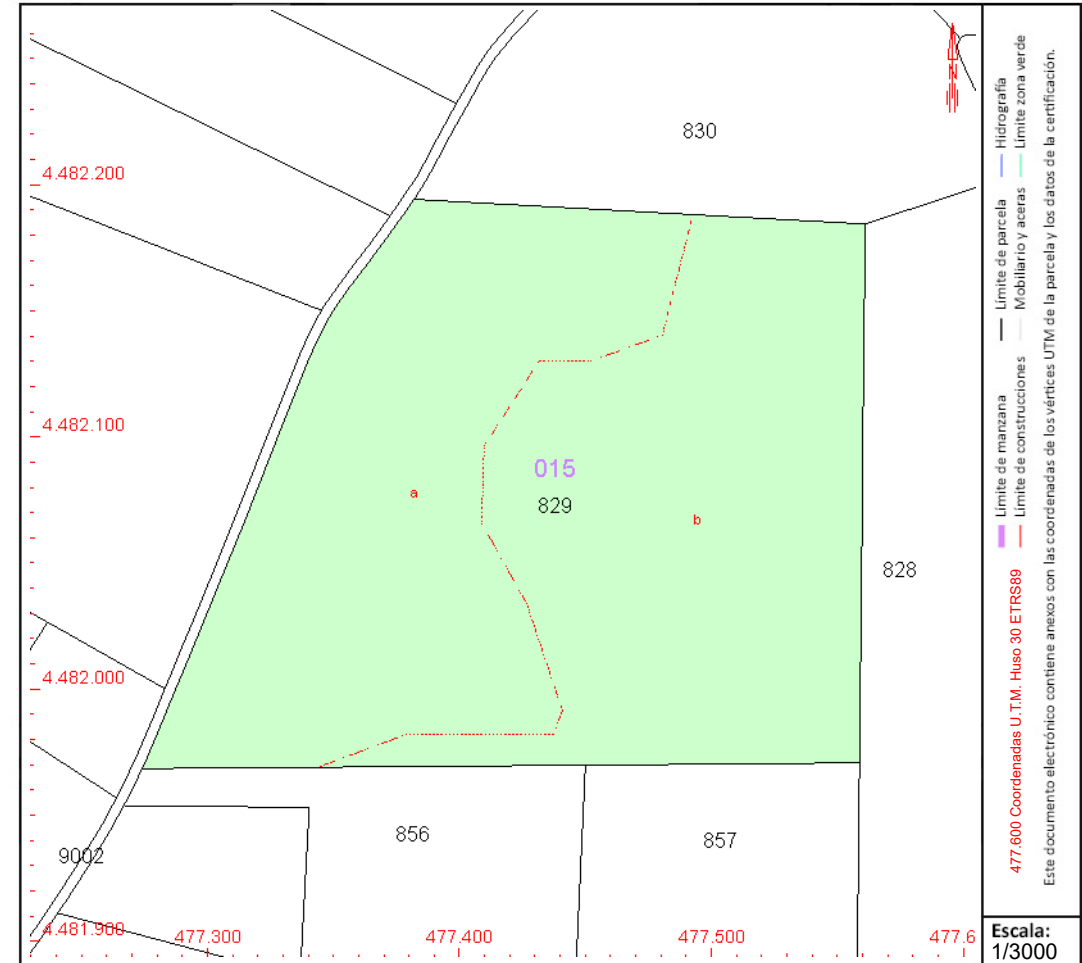 830
4.482.200
4.482.100
015
a
829
b
828
4.482.000
856
857
9002
4.481.900
477.300
477.400
477.500
477.6
Límite de manzana
Límite de parcela
Hidrografía
Límite de construcciones
Mobiliario y aceras
Límite zona verde
477.600 Coordenadas U.T.M. Huso 30 ETRS89
Este documento electrónico contiene anexos con las coordenadas de los vértices UTM de la parcela y los datos de la certificación.
Escala:
1/3000